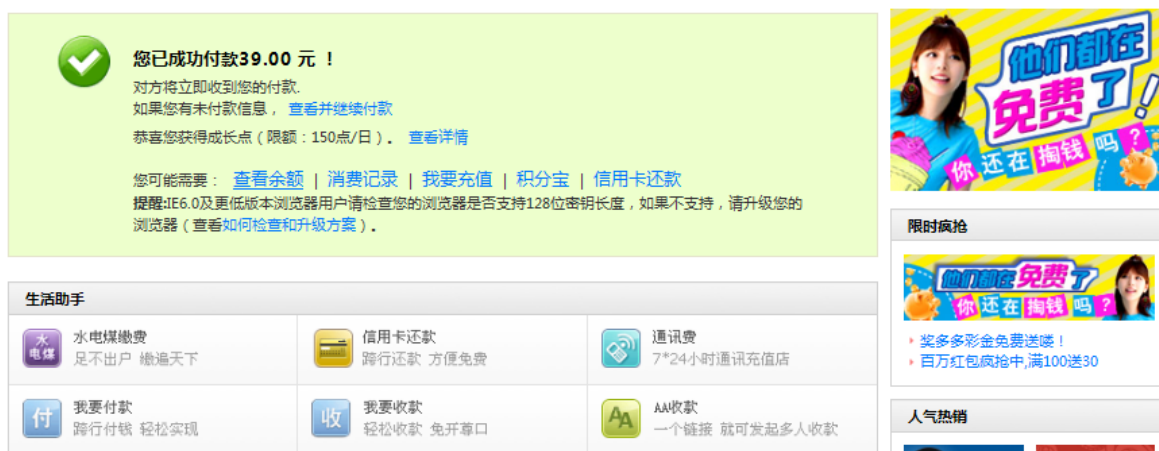 您已成功付款39.00 元 ！
对方将立即收到您的付款.
如果您有未付款信息， 查看并继续付款
恭喜您获得成长点（限额：150点/日）。 查看详情
您可能需要： 查看余额 | 消费记录 | 我要充值 | 积分宝 | 信用卡还款
提醒:IE6.0及更低版本浏览器用户请检查您的浏览器是否支持128位密钥长度，如果不支持，请升级您的
浏览器（查看如何检查和升级方案）。
生活助手
水电煤
水电煤缴费
足不出户 缴遍天下
信用卡还款
跨行还款 方便免费
通讯费
7*24小时通讯充值店
付
我要付款
跨行付钱 轻松实现
收
我要收款
轻松收款 免开尊口
AA
AA收款
一个链接 就可发起多人收款
他们都在
免费了！
你还在掏钱吗？
限时疯抢
他们都在免费了
你还在掏钱吗？
奖多多彩金免费送喽！
百万红包疯抢中,满100送30
人气热销